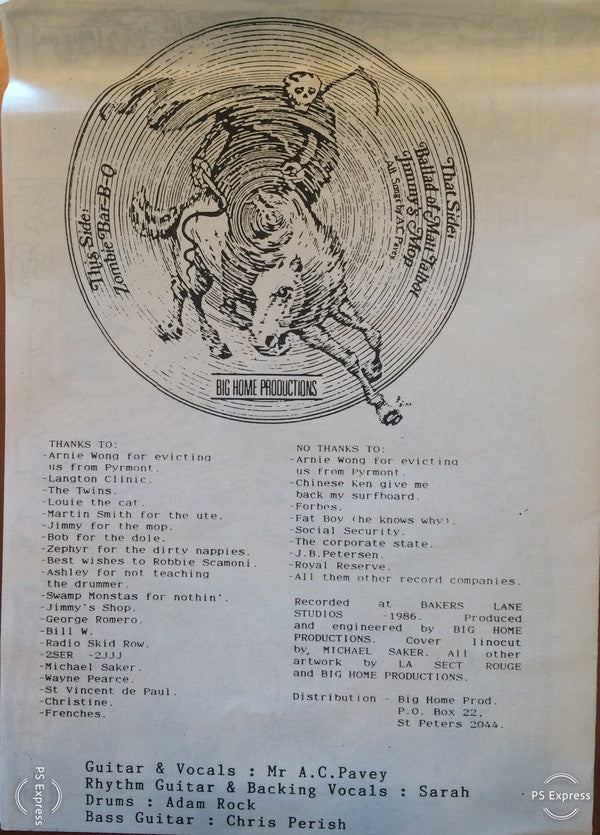 This Side:
Zombie Bar-B-Q
That Side:
Ballad of Matt Talbot
Jimmy's Mop
All Songs by A.C. Pavey
BIG HOME PRODUCTIONS
THANKS TO:
-Arnie Wong for evicting
us from Pyrmont.
-Langton Clinic.
-The Twins.
-Louie the cat.
-Martin Smith for the ute.
-Jimmy for the mop.
-Bob for the dole.
-Zephyr for the dirty nappies.
-Best wishes to Robbie Scamoni.
-Ashley for not teaching
the drummer.
-Swamp Monstas for nothin'.
-Jimmy's Shop.
-George Romero.
-Bill W.
-Radio Skid Row.
-2SER -2JJJ
-Michael Saker.
-Wayne Pearce.
-St Vincent de Paul.
-Christine.
-Frenches.
NO THANKS TO:
-Arnie Wong for evicting
us from Pyrmont.
-Chinese Ken give me
back my surfboard.
-Forbes.
-Fat Boy (he knows why).
-Social Security.
-The corporate state.
-J.B.Petersen.
-Royal Reserve.
-All them other record companies.
Recorded at BAKERS LANE
STUDIOS -1986. Produced
and engineered by BIG HOME
PRODUCTIONS. Cover linocut
by, MICHAEL SAKER. All other
artwork by LA SECT ROUGE
and BIG HOME PRODUCTIONS.
Distribution - Big Home Prod.
P.O. Box 22,
St Peters 2044.
Guitar & Vocals : Mr A.C.Pavey
Rhythm Guitar & Backing Vocals : Sarah
Drums : Adam Rock
Bass Guitar : Chris Perish
PS Express
PS Express